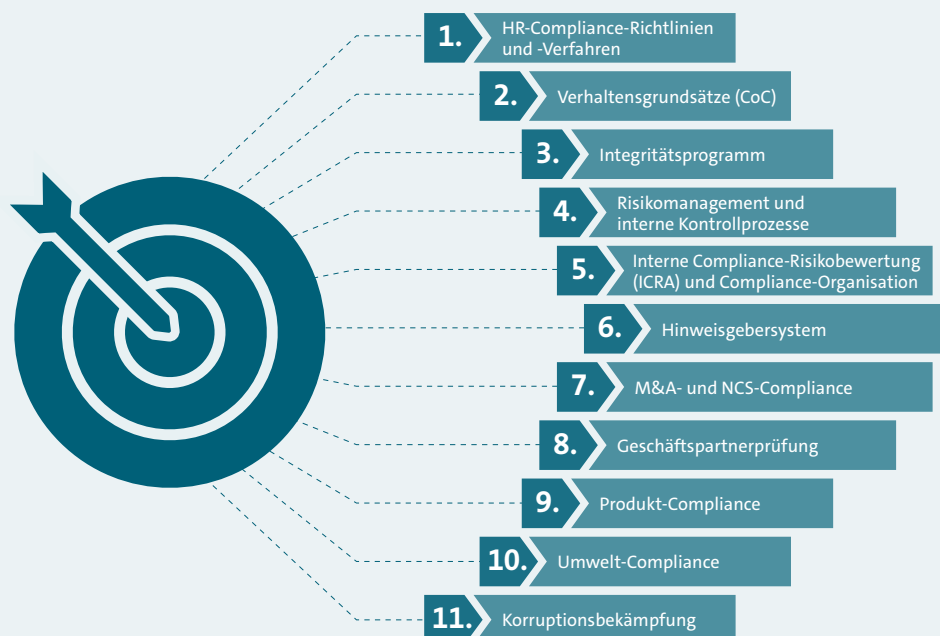 1. HR-Compliance-Richtlinien
und -Verfahren
2. Verhaltensgrundsätze (CoC)
3. Integritätsprogramm
4. Risikomanagement und
interne Kontrollprozesse
5. Interne Compliance-Risikobewertung
(ICRA) und Compliance-Organisation
6. Hinweisgebersystem
7. M&A- und NCS-Compliance
8. Geschäftspartnerprüfung
9. Produkt-Compliance
10. Umwelt-Compliance
11. Korruptionsbekämpfung